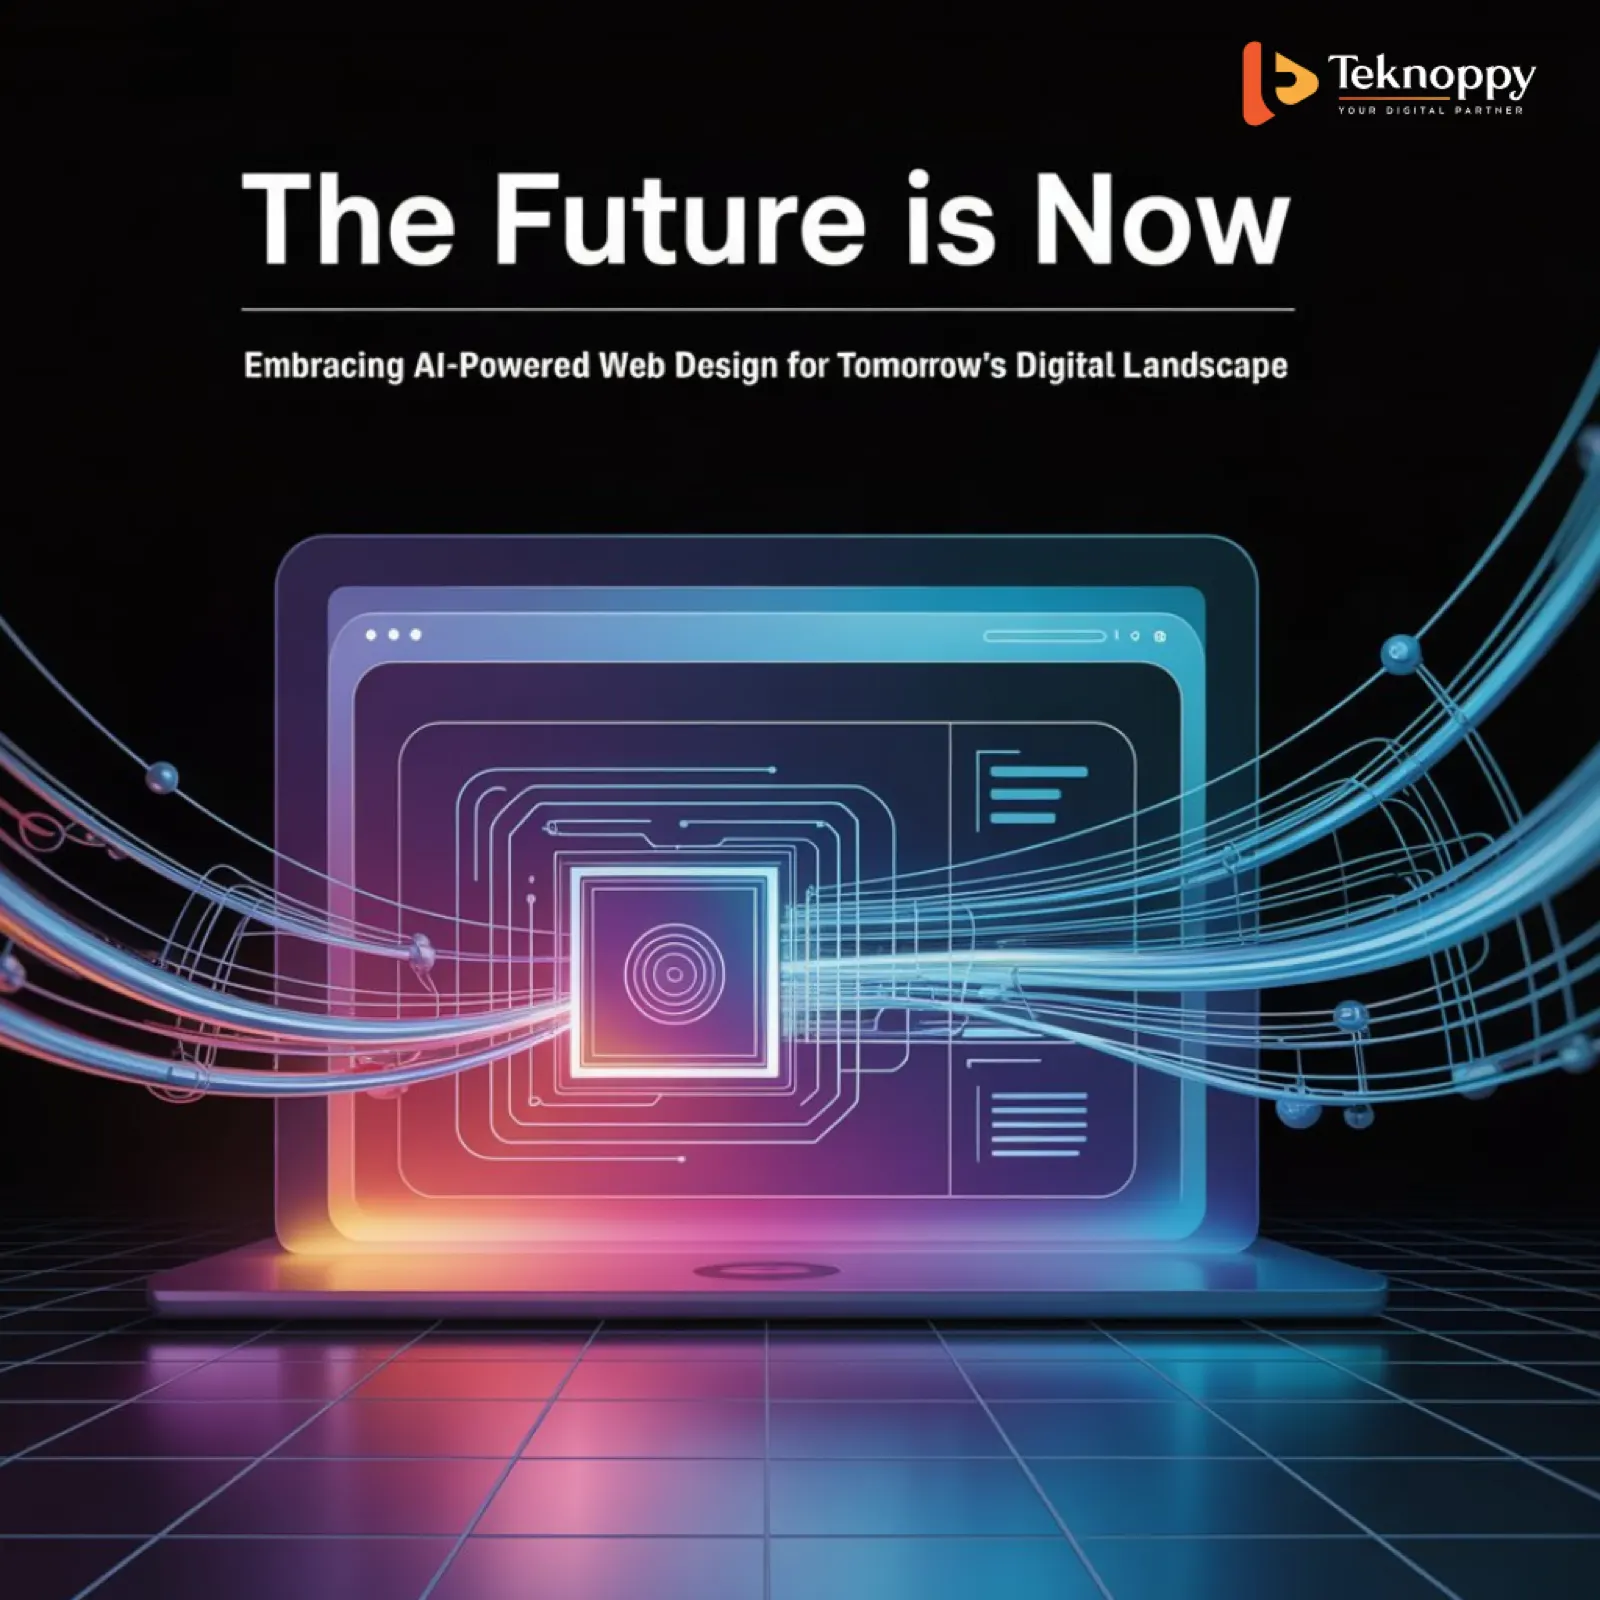 Teknoppy
YOUR DIGITAL PARTNER
The Future is Now
Embracing AI-Powered Web Design for Tomorrow's Digital Landscape